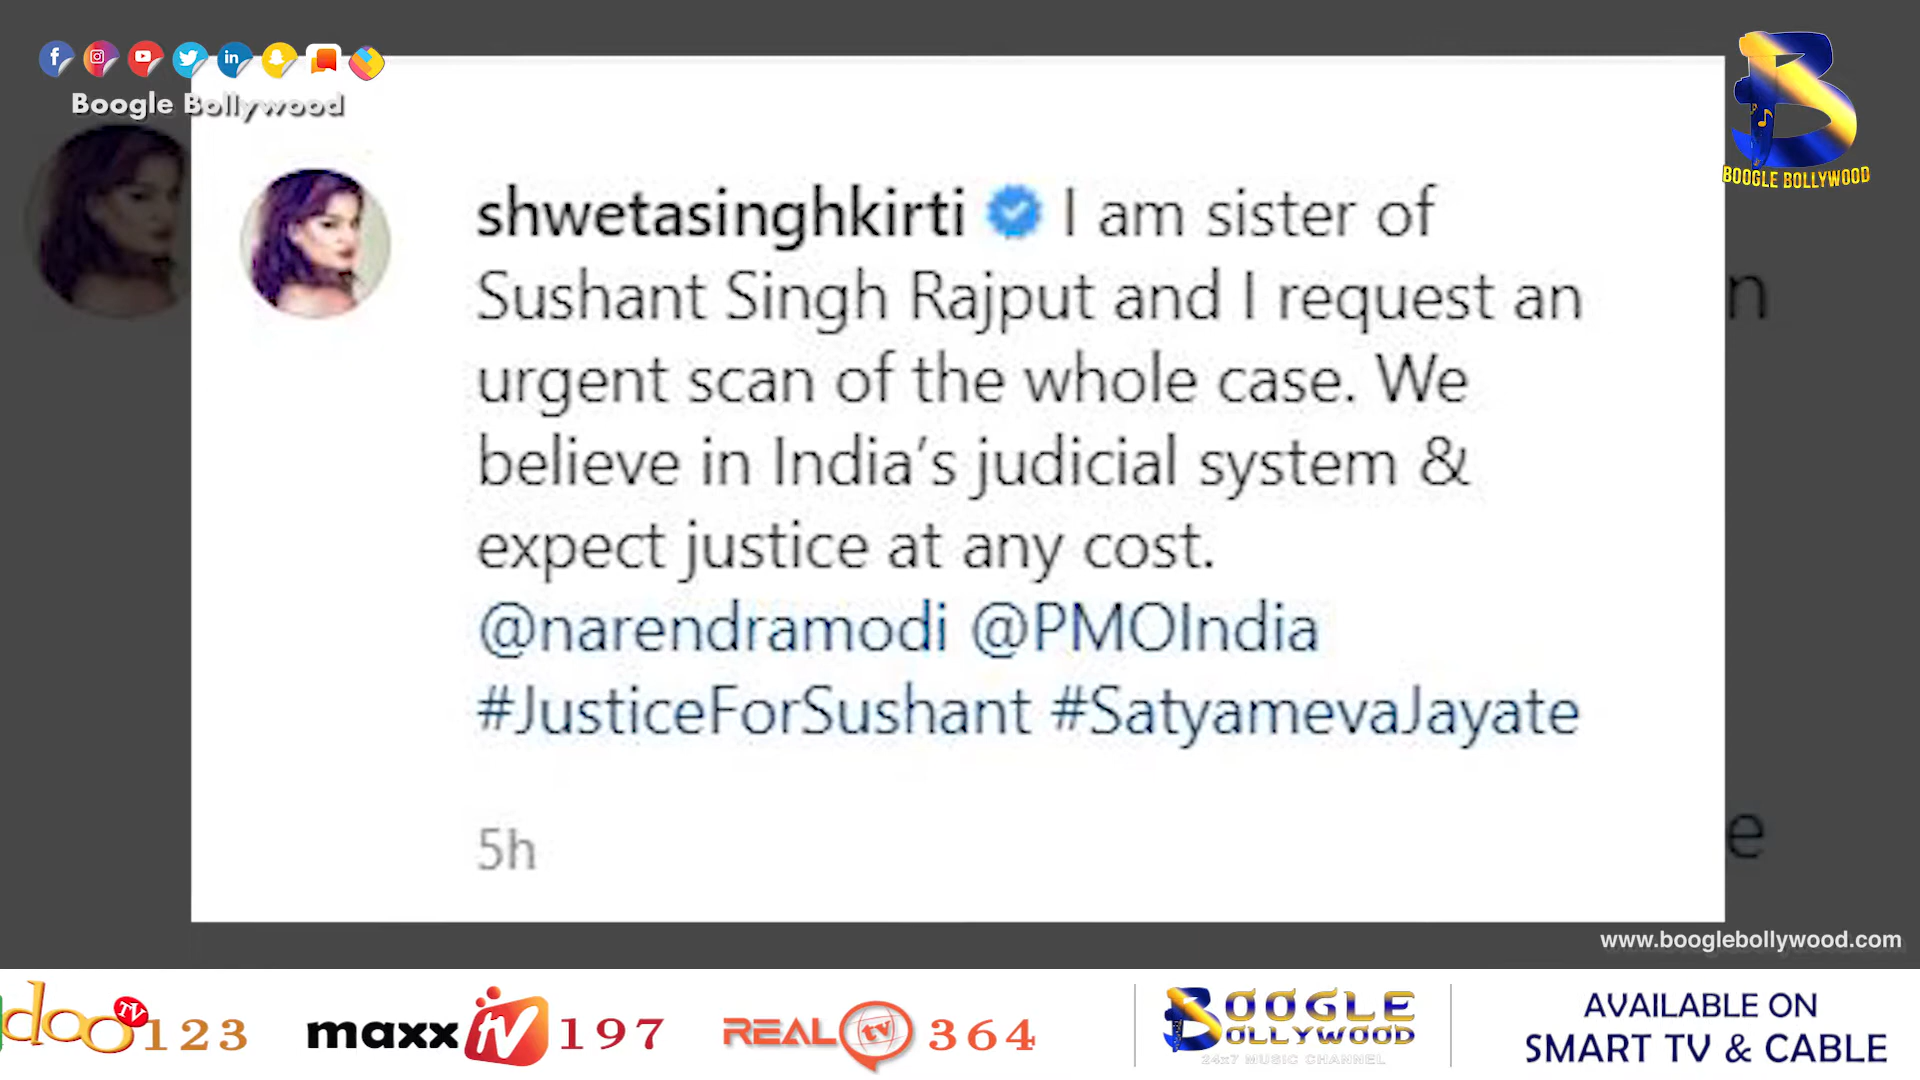 Boogle Bollywood
BOOGLE BOLLYWOOD
shwetasinghkirti I am sister of
Sushant Singh Rajput and I request an
urgent scan of the whole case. We
believe in India's judicial system &
expect justice at any cost.
@narendramodi @PMOIndia
#JusticeForSushant #SatyamevaJayate
5h
n
e
www.booglebollywood.com
doo TV 123
maxx tv 197
REAL tv 364
BOOGLE
BOLLYWOOD
24x7 MUSIC CHANNEL
AVAILABLE ON
SMART TV & CABLE